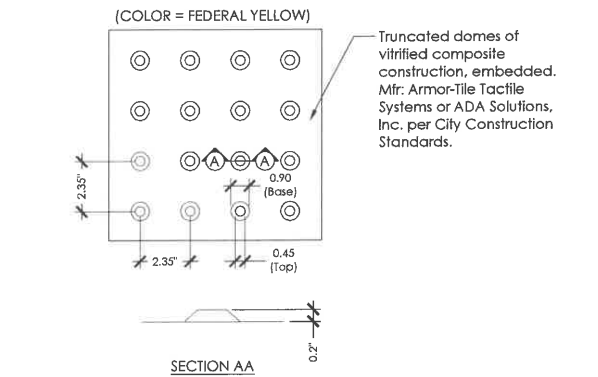 (COLOR = FEDERAL YELLOW)
Truncated domes of
vitrified composite
construction, embedded.
Mfr: Armor-Tile Tactile
Systems or ADA Solutions,
Inc. per City Construction
Standards.
A A
0.90
(Base)
2.35"
2.35"
0.45
(Top)
0.2"
SECTION AA